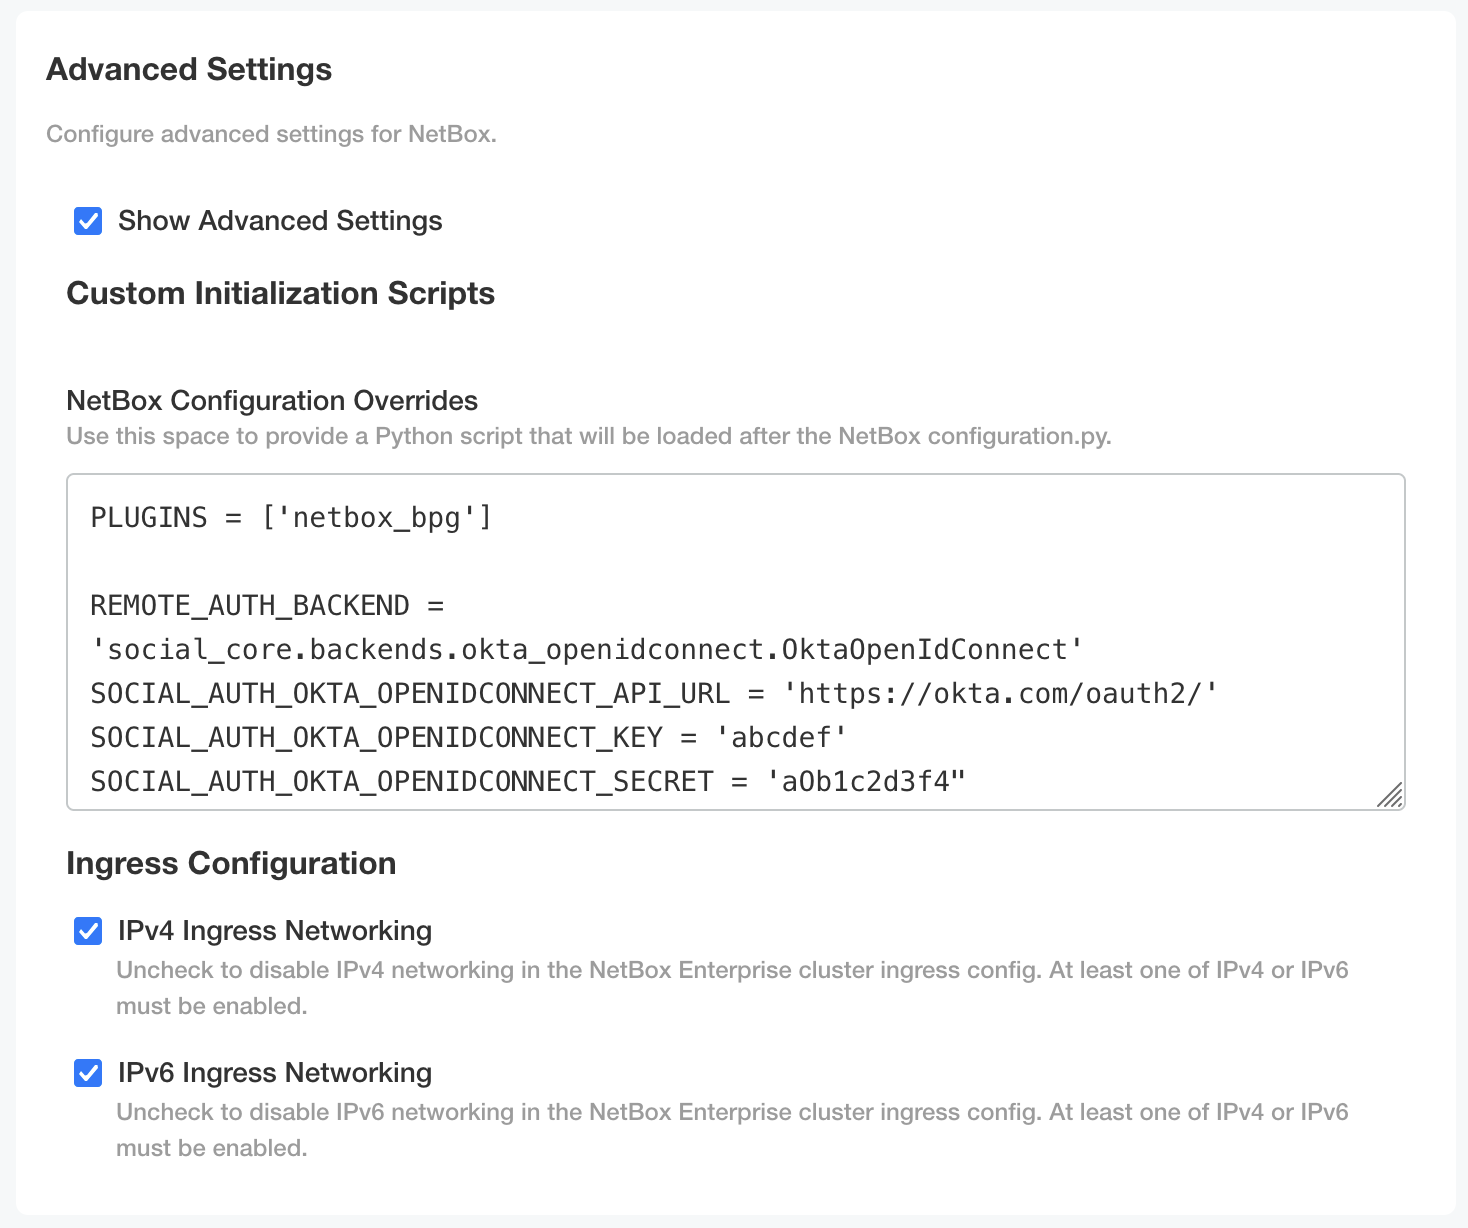 Advanced Settings
Configure advanced settings for NetBox.
Show Advanced Settings
Custom Initialization Scripts
NetBox Configuration Overrides
Use this space to provide a Python script that will be loaded after the NetBox configuration.py.
PLUGINS = ['netbox_bpg']
REMOTE_AUTH_BACKEND =
'social_core.backends.okta_openidconnect.OktaOpenIdConnect'
SOCIAL_AUTH_OKTA_OPENIDCONNECT_API_URL = 'https://okta.com/oauth2/'
SOCIAL_AUTH_OKTA_OPENIDCONNECT_KEY = 'abcdef'
SOCIAL_AUTH_OKTA_OPENIDCONNECT_SECRET = 'aOb1c2d3f4"
Ingress Configuration
IPv4 Ingress Networking
Uncheck to disable IPv4 networking in the NetBox Enterprise cluster ingress config. At least one of IPv4 or IPv6
must be enabled.
IPv6 Ingress Networking
Uncheck to disable IPv6 networking in the NetBox Enterprise cluster ingress config. At least one of IPv4 or IPv6
must be enabled.